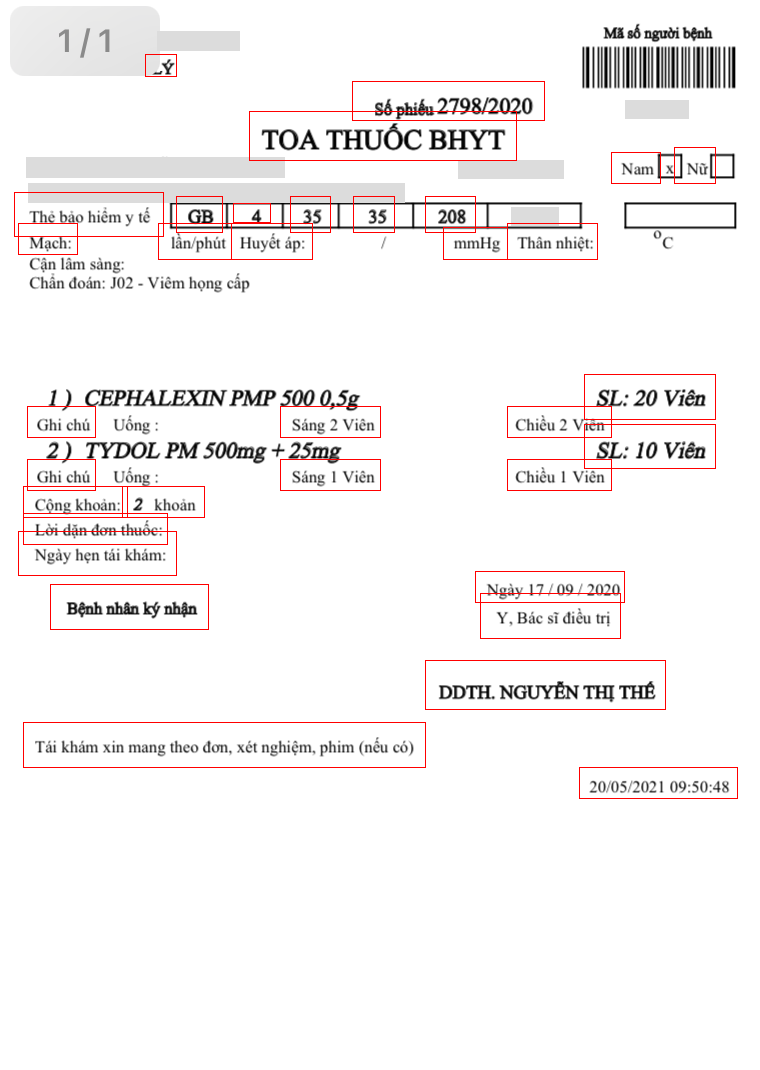 1/1
Mã số người bệnh
LÝ
Số phiếu 2798/2020
TOA THUỐC BHYT
Nam x Nữ
Thẻ bảo hiểm y tế GB 4 35 35 208
Mạch: lần/phút Huyết áp: / mmHg Thân nhiệt: °C
Cận lâm sàng:
Chẩn đoán: J02 - Viêm họng cấp
1 ) CEPHALEXIN PMP 500 0,5g SL: 20 Viên
Ghi chú Uống : Sáng 2 Viên Chiều 2 Viên
2 ) TYDOL PM 500mg + 25mg SL: 10 Viên
Ghi chú Uống : Sáng 1 Viên Chiều 1 Viên
Cộng khoản: 2 khoản
Lời dặn đơn thuốc:
Ngày hẹn tái khám:
Ngày 17 / 09 / 2020
Bệnh nhân ký nhận
Y, Bác sĩ điều trị
DDTH. NGUYỄN THỊ THẾ
Tái khám xin mang theo đơn, xét nghiệm, phim (nếu có)
20/05/2021 09:50:48